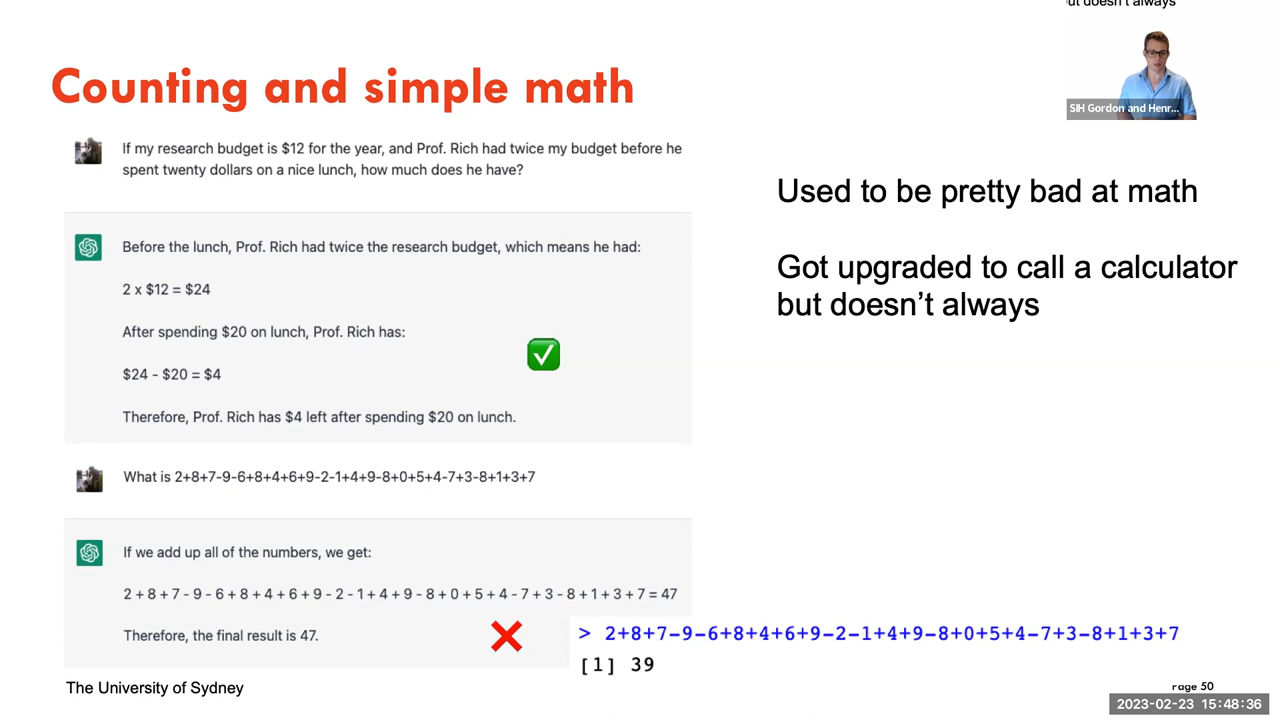 ut doesn't always
SIH Gordon and Henr...
Counting and simple math
If my research budget is $12 for the year, and Prof. Rich had twice my budget before he
spent twenty dollars on a nice lunch, how much does he have?
Before the lunch, Prof. Rich had twice the research budget, which means he had:
2 x $12 = $24
After spending $20 on lunch, Prof. Rich has:
$24 - $20 = $4
Therefore, Prof. Rich has $4 left after spending $20 on lunch.
What is 2+8+7-9-6+8+4+6+9-2-1+4+9-8+0+5+4-7+3-8+1+3+7
If we add up all of the numbers, we get:
2 + 8 + 7 - 9 - 6 + 8 + 4 + 6 + 9 - 2 - 1 + 4 + 9 - 8 + 0 + 5 + 4 - 7 + 3 - 8 + 1 + 3 + 7 = 47
Therefore, the final result is 47.
> 2+8+7-9-6+8+4+6+9-2-1+4+9-8+0+5+4-7+3-8+1+3+7
[1] 39
Used to be pretty bad at math
Got upgraded to call a calculator
but doesn't always
The University of Sydney
rage 50
2023-02-23 15:48:36